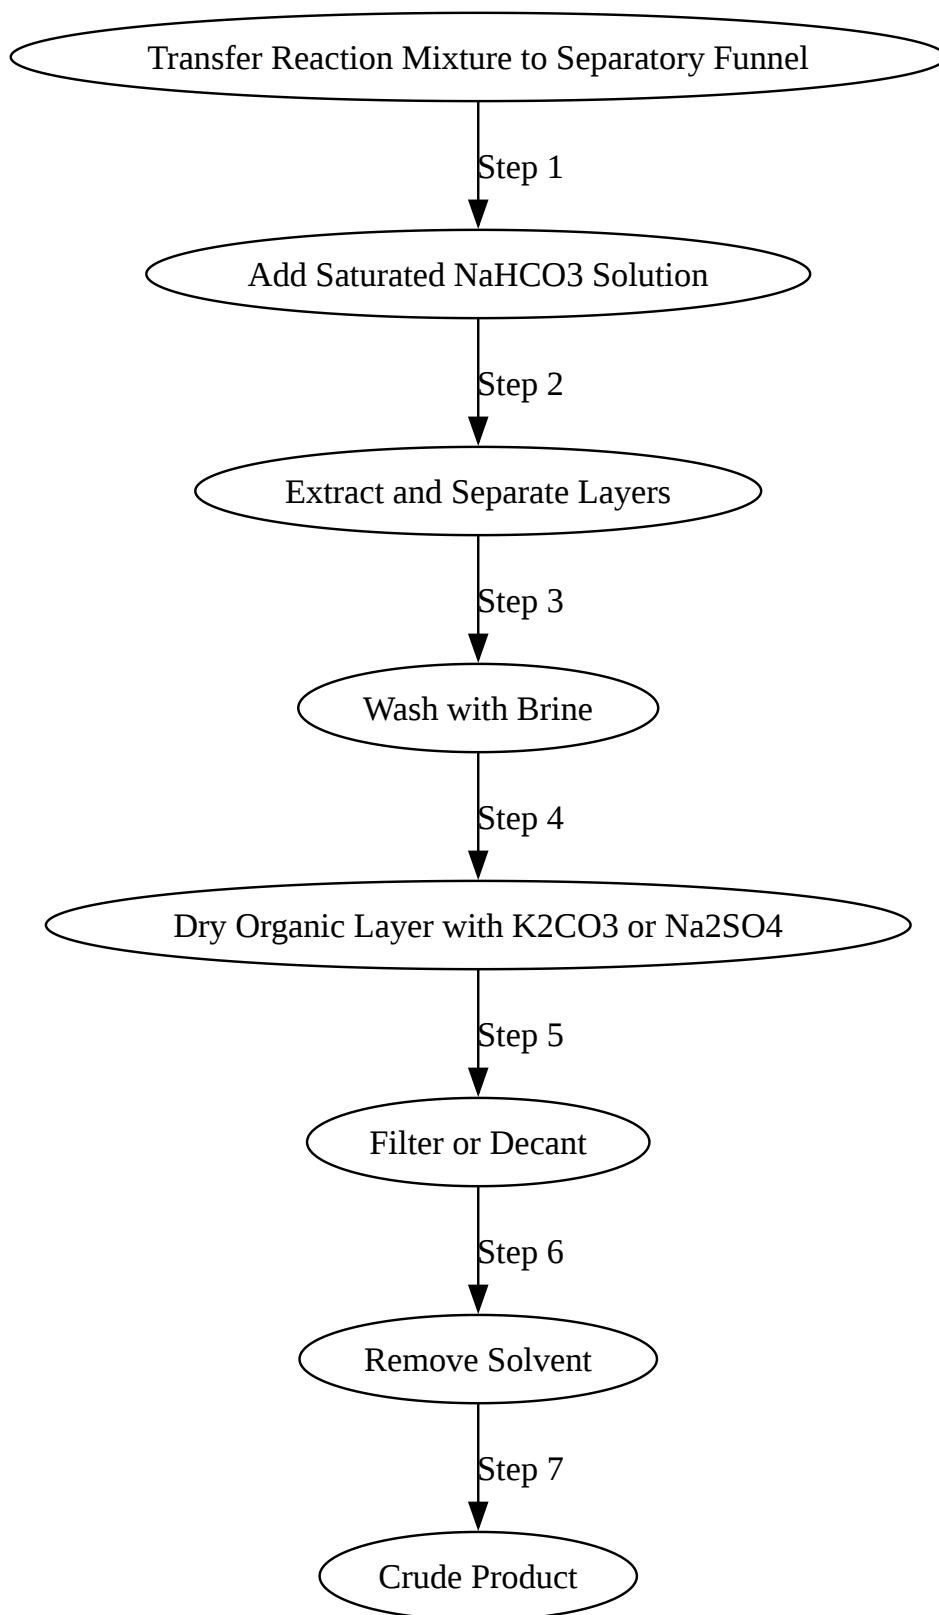 Transfer Reaction Mixture to Separatory Funnel
Step 1
Add Saturated NaHCO3 Solution
Step 2
Extract and Separate Layers
Step 3
Wash with Brine
Step 4
Dry Organic Layer with K2CO3 or Na2SO4
Step 5
Filter or Decant
Step 6
Remove Solvent
Step 7
Crude Product